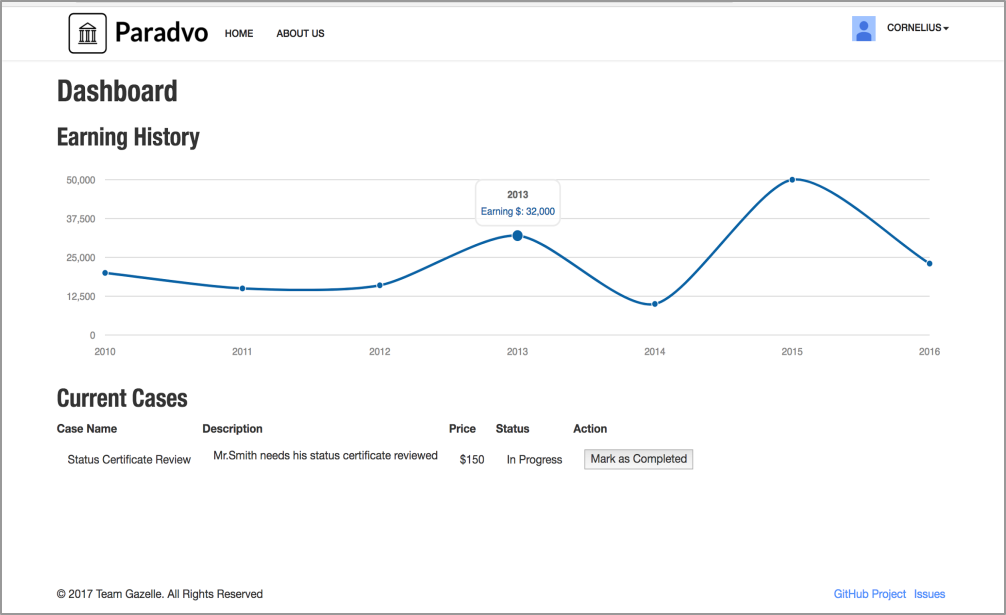 Paradvo HOME ABOUT US CORNELIUS
Dashboard
Earning History
50,000
37,500
25,000
12,500
0
2013
Earning $: 32,000
2010 2011 2012 2013 2014 2015 2016
Current Cases
Case Name Description Price Status Action
Status Certificate Review Mr.Smith needs his status certificate reviewed $150 In Progress Mark as Completed
© 2017 Team Gazelle. All Rights Reserved GitHub Project Issues